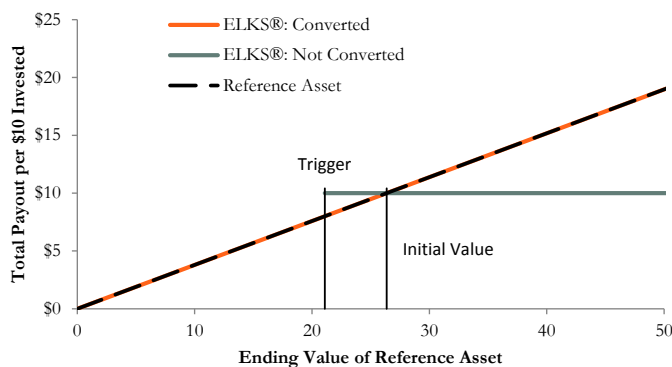 ELKS®: Converted
ELKS®: Not Converted
Reference Asset
Total Payout per $10 Invested
$25
$20
$15
$10
$5
$0
Trigger
Initial Value
0
10
20
30
40
50
Ending Value of Reference Asset